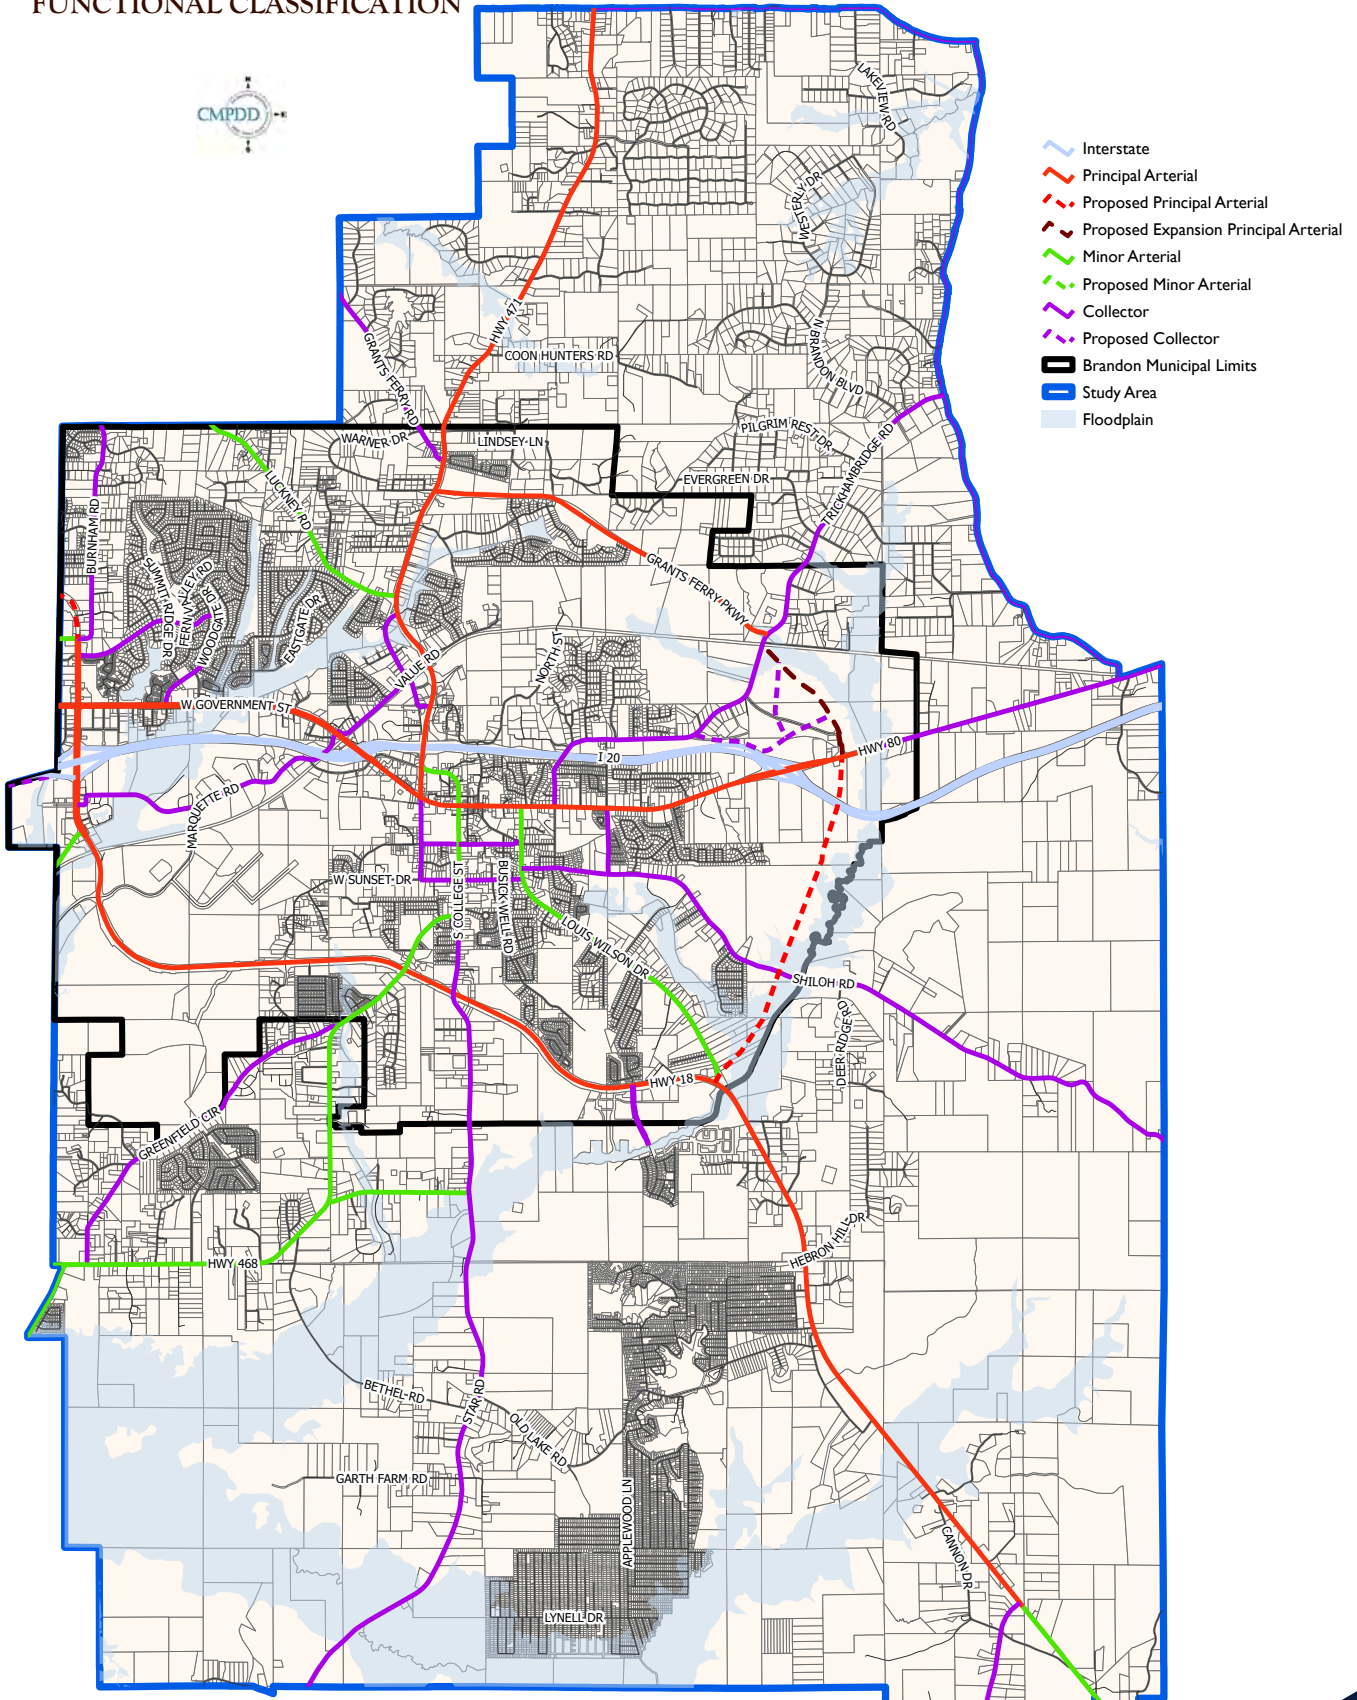 FUNCTIONAL CLASSIFICATION
N
CMPDD
E
S
Interstate
Principal Arterial
Proposed Principal Arterial
Proposed Expansion Principal Arterial
Minor Arterial
Proposed Minor Arterial
Collector
Proposed Collector
Brandon Municipal Limits
Study Area
Floodplain
LAKEVIEW RD
WESTERLY DR
HWY 471
COON HUNTERS RD
N BRANDON BLVD
GRANTS FERRY RD
WARNER DR
LINDSEY LN
PILGRIM REST DR
EVERGREEN DR
TRICKHAMBRIDGE RD
LUCKNEY RD
BURNHAM RD
SUMMIT RIDGE DR
FERN VALLEY RD
WOODGATE DR
EASTGATE DR
GRANTS FERRY PKWY
NORTH ST
VALUE RD
W GOVERNMENT ST
I 20
HWY 80
MARQUETTE RD
W SUNSET DR
S COLLEGE ST
BUSICK WELL RD
LOUIS WILSON DR
SHILOH RD
DEER RIDGE RD
HWY 18
GREENFIELD CIR
HEBRON HILL DR
HWY 468
BETHEL RD
STAR RD
OLD LAKE RD
GARTH FARM RD
APPLEWOOD LN
CANNON DR
LYNELL DR